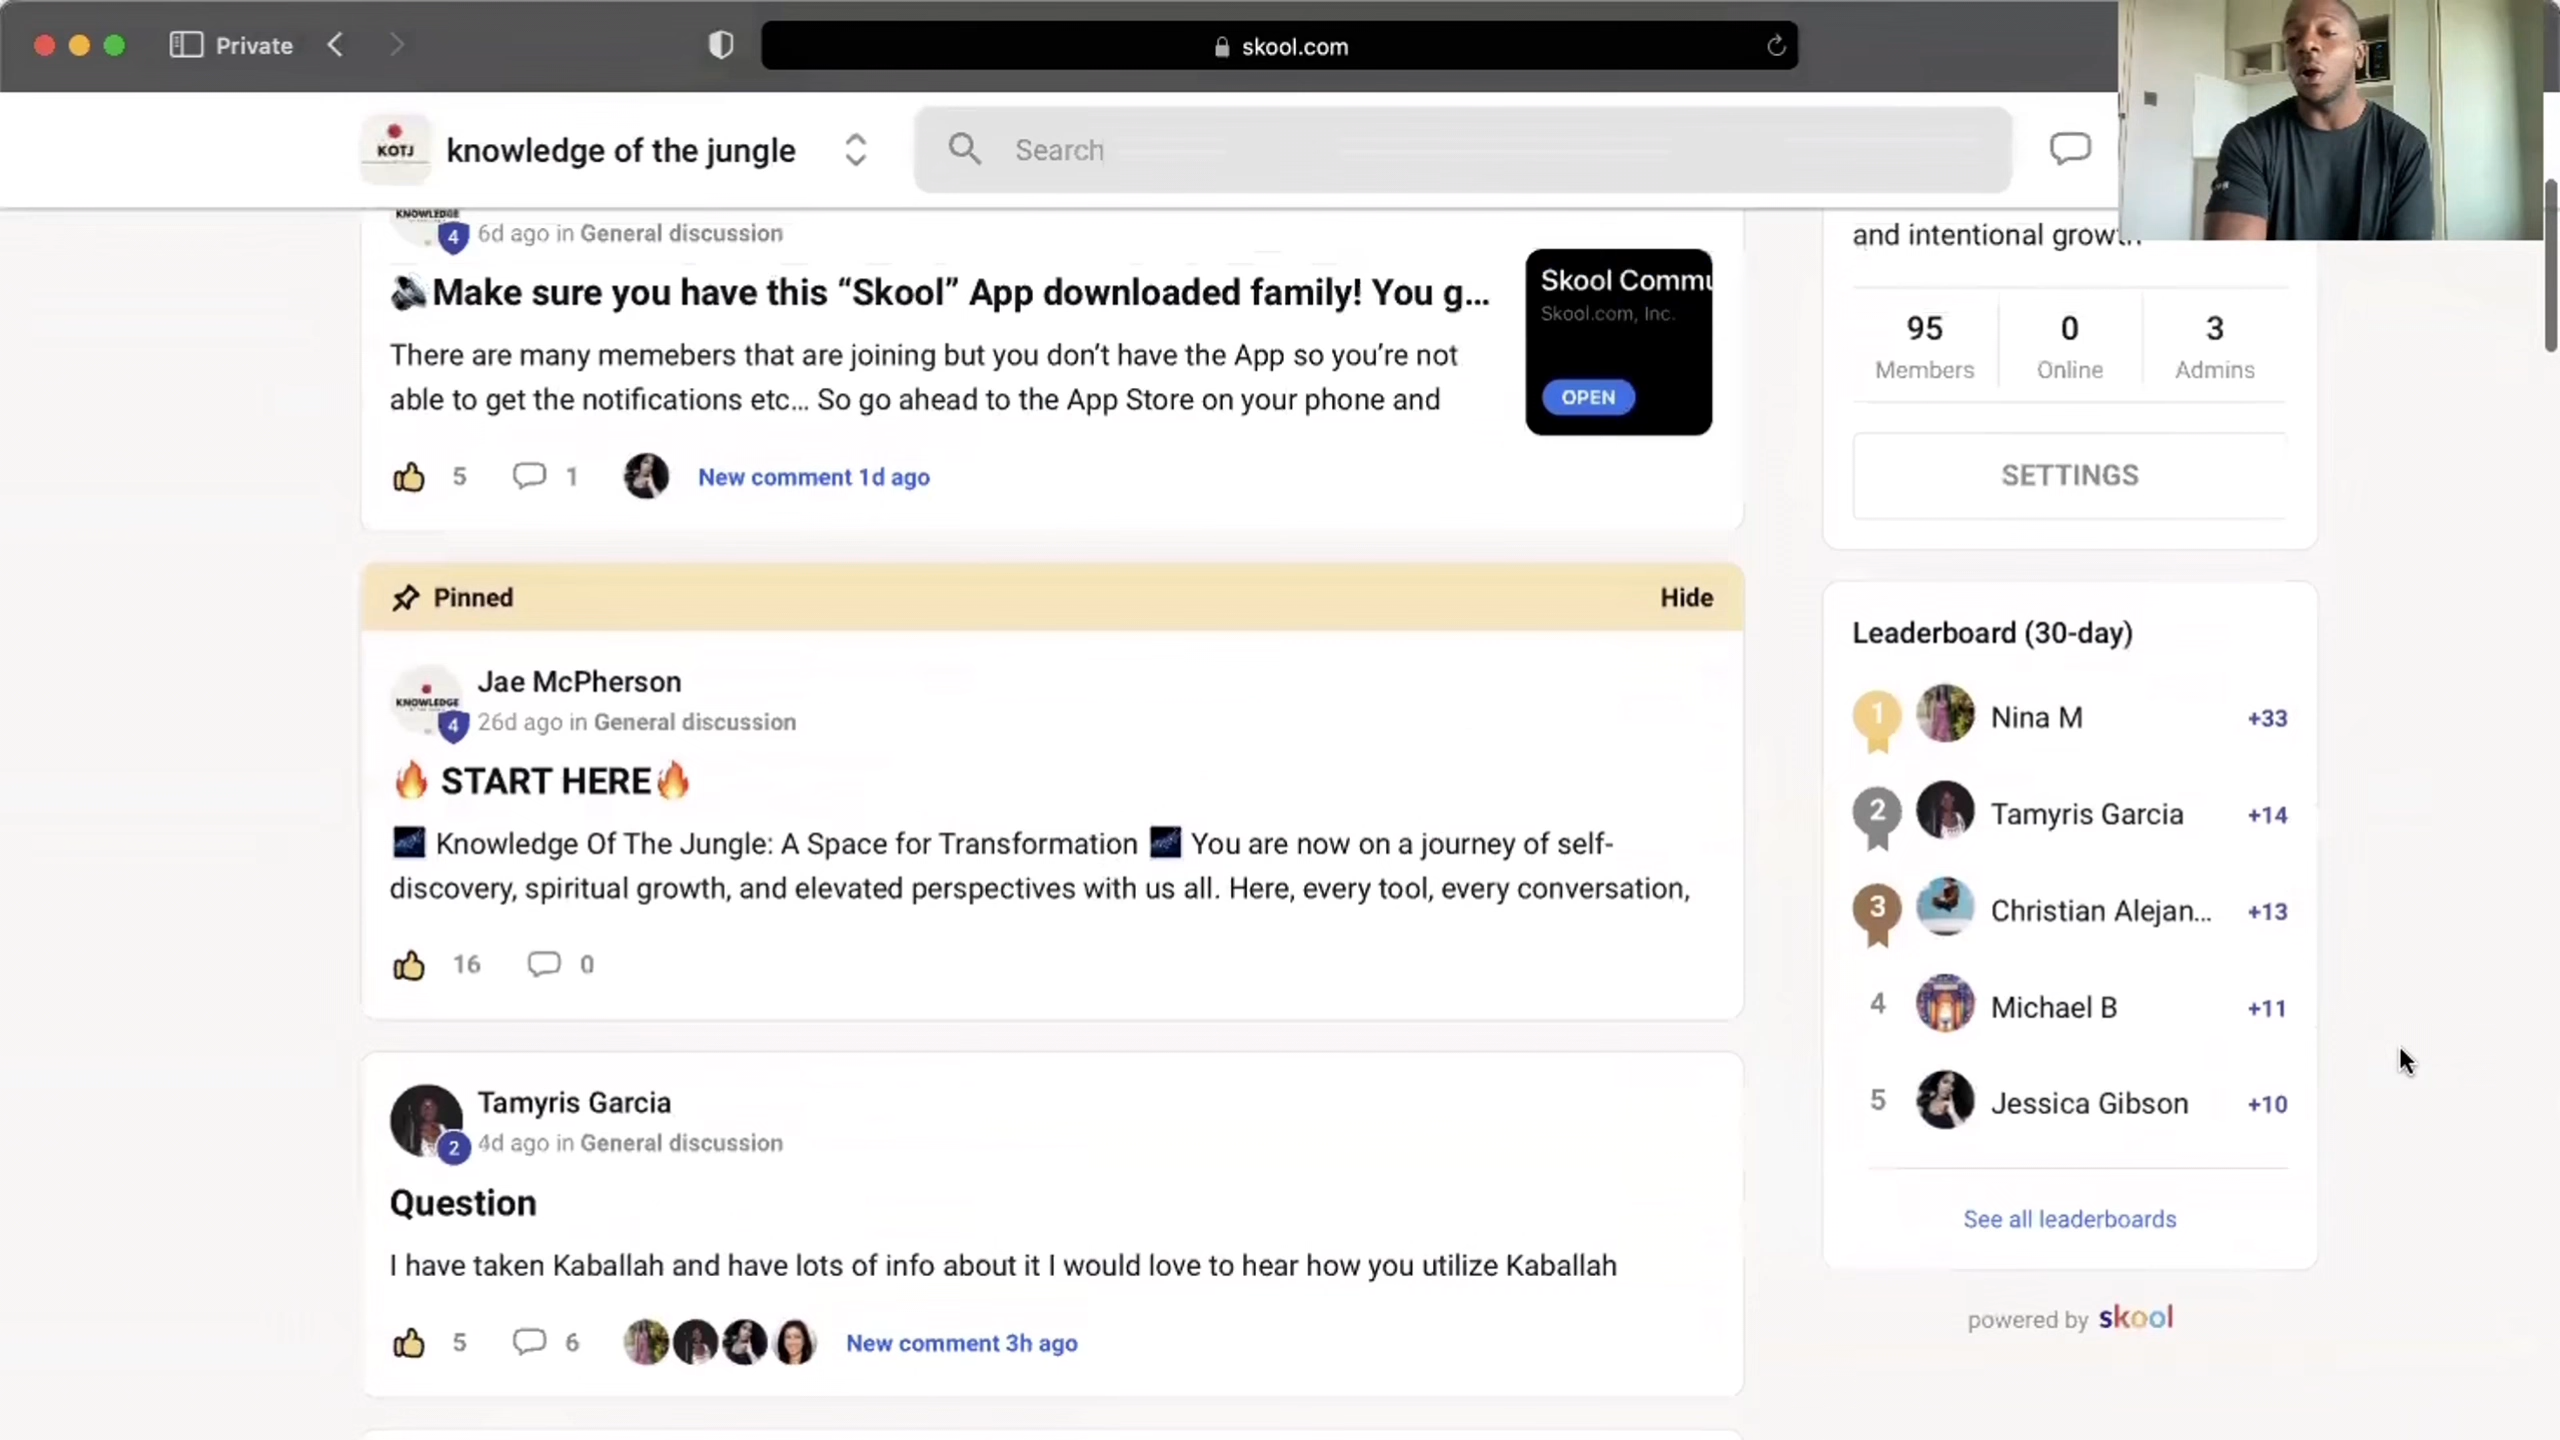 Private
skool.com
KOTJ
knowledge of the jungle
Search
KNOWLEDGE
4
6d ago in General discussion
🔊Make sure you have this “Skool” App downloaded family! You g...
There are many memebers that are joining but you don’t have the App so you’re not
able to get the notifications etc... So go ahead to the App Store on your phone and
Skool Commu
Skool.com, Inc.
OPEN
5
1
New comment 1d ago
Pinned
Hide
KNOWLEDGE
4
Jae McPherson
26d ago in General discussion
🔥 START HERE🔥
🌌 Knowledge Of The Jungle: A Space for Transformation 🌌 You are now on a journey of self-
discovery, spiritual growth, and elevated perspectives with us all. Here, every tool, every conversation,
16
0
Tamyris Garcia
2
4d ago in General discussion
Question
I have taken Kaballah and have lots of info about it I would love to hear how you utilize Kaballah
5
6
New comment 3h ago
and intentional growth
95
0
3
Members
Online
Admins
SETTINGS
Leaderboard (30-day)
1 Nina M +33
2 Tamyris Garcia +14
3 Christian Alejan... +13
4 Michael B +11
5 Jessica Gibson +10
See all leaderboards
powered by skool